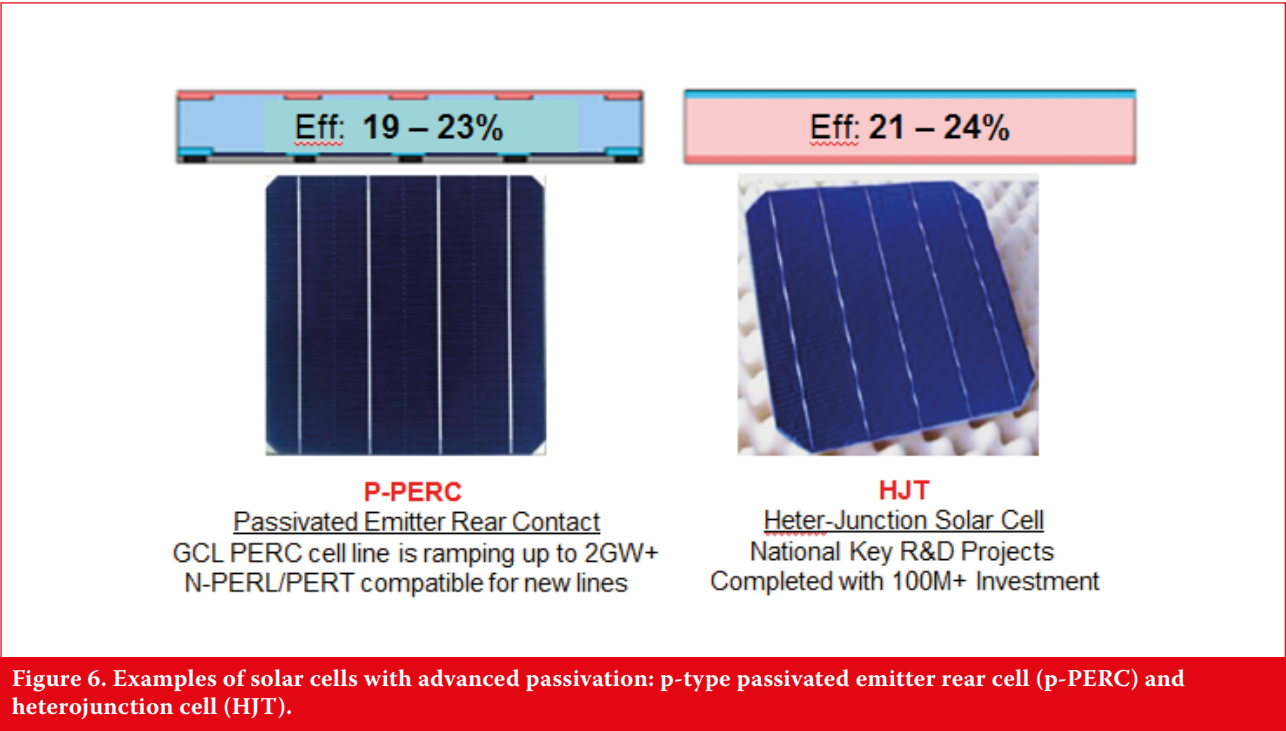 Eff: 19 – 23%
Eff: 21 – 24%
P-PERC
Passivated Emitter Rear Contact
GCL PERC cell line is ramping up to 2GW+
N-PERL/PERT compatible for new lines
HJT
Heter-Junction Solar Cell
National Key R&D Projects
Completed with 100M+ Investment
Figure 6. Examples of solar cells with advanced passivation: p-type passivated emitter rear cell (p-PERC) and
heterojunction cell (HJT).